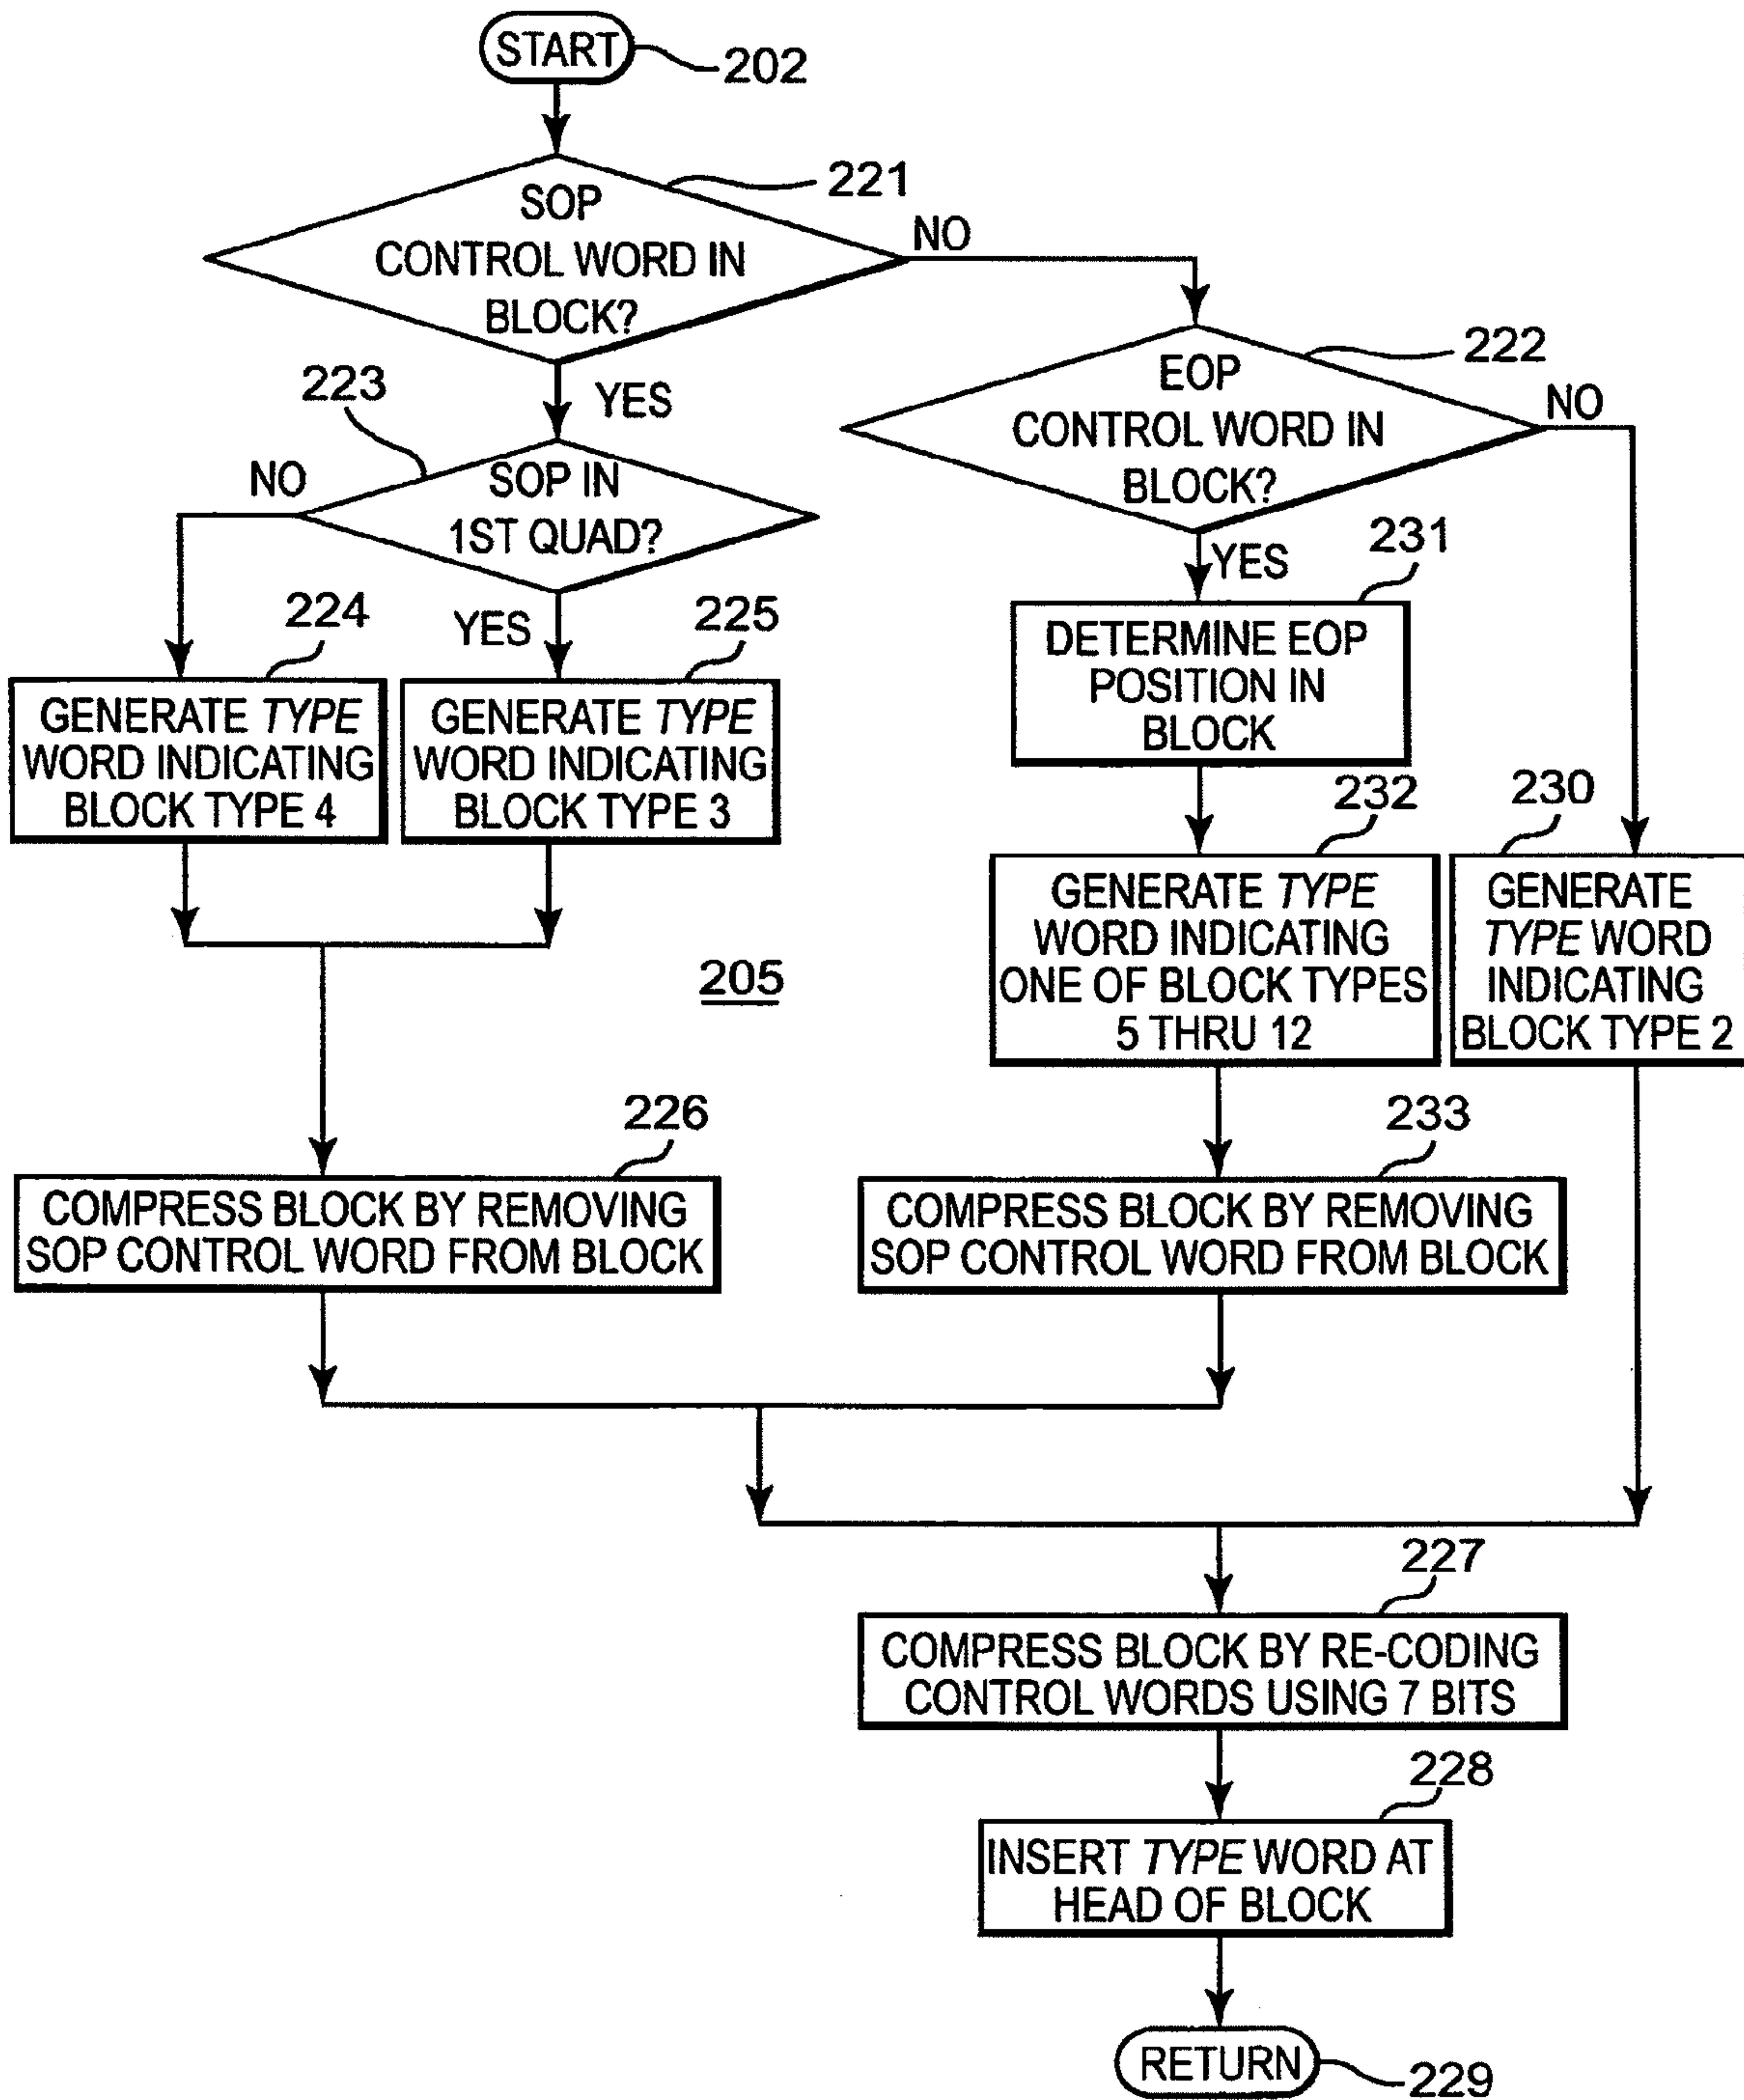 START
202
221
SOP
CONTROL WORD IN
BLOCK?
NO
YES
222
EOP
CONTROL WORD IN
BLOCK?
NO
YES
223
SOP IN
1ST QUAD?
NO
YES
224
GENERATE TYPE
WORD INDICATING
BLOCK TYPE 4
225
GENERATE TYPE
WORD INDICATING
BLOCK TYPE 3
231
DETERMINE EOP
POSITION IN
BLOCK
232
GENERATE TYPE
WORD INDICATING
ONE OF BLOCK TYPES
5 THRU 12
230
GENERATE
TYPE WORD
INDICATING
BLOCK TYPE 2
205
226
COMPRESS BLOCK BY REMOVING
SOP CONTROL WORD FROM BLOCK
233
COMPRESS BLOCK BY REMOVING
SOP CONTROL WORD FROM BLOCK
227
COMPRESS BLOCK BY RE-CODING
CONTROL WORDS USING 7 BITS
228
INSERT TYPE WORD AT
HEAD OF BLOCK
RETURN
229